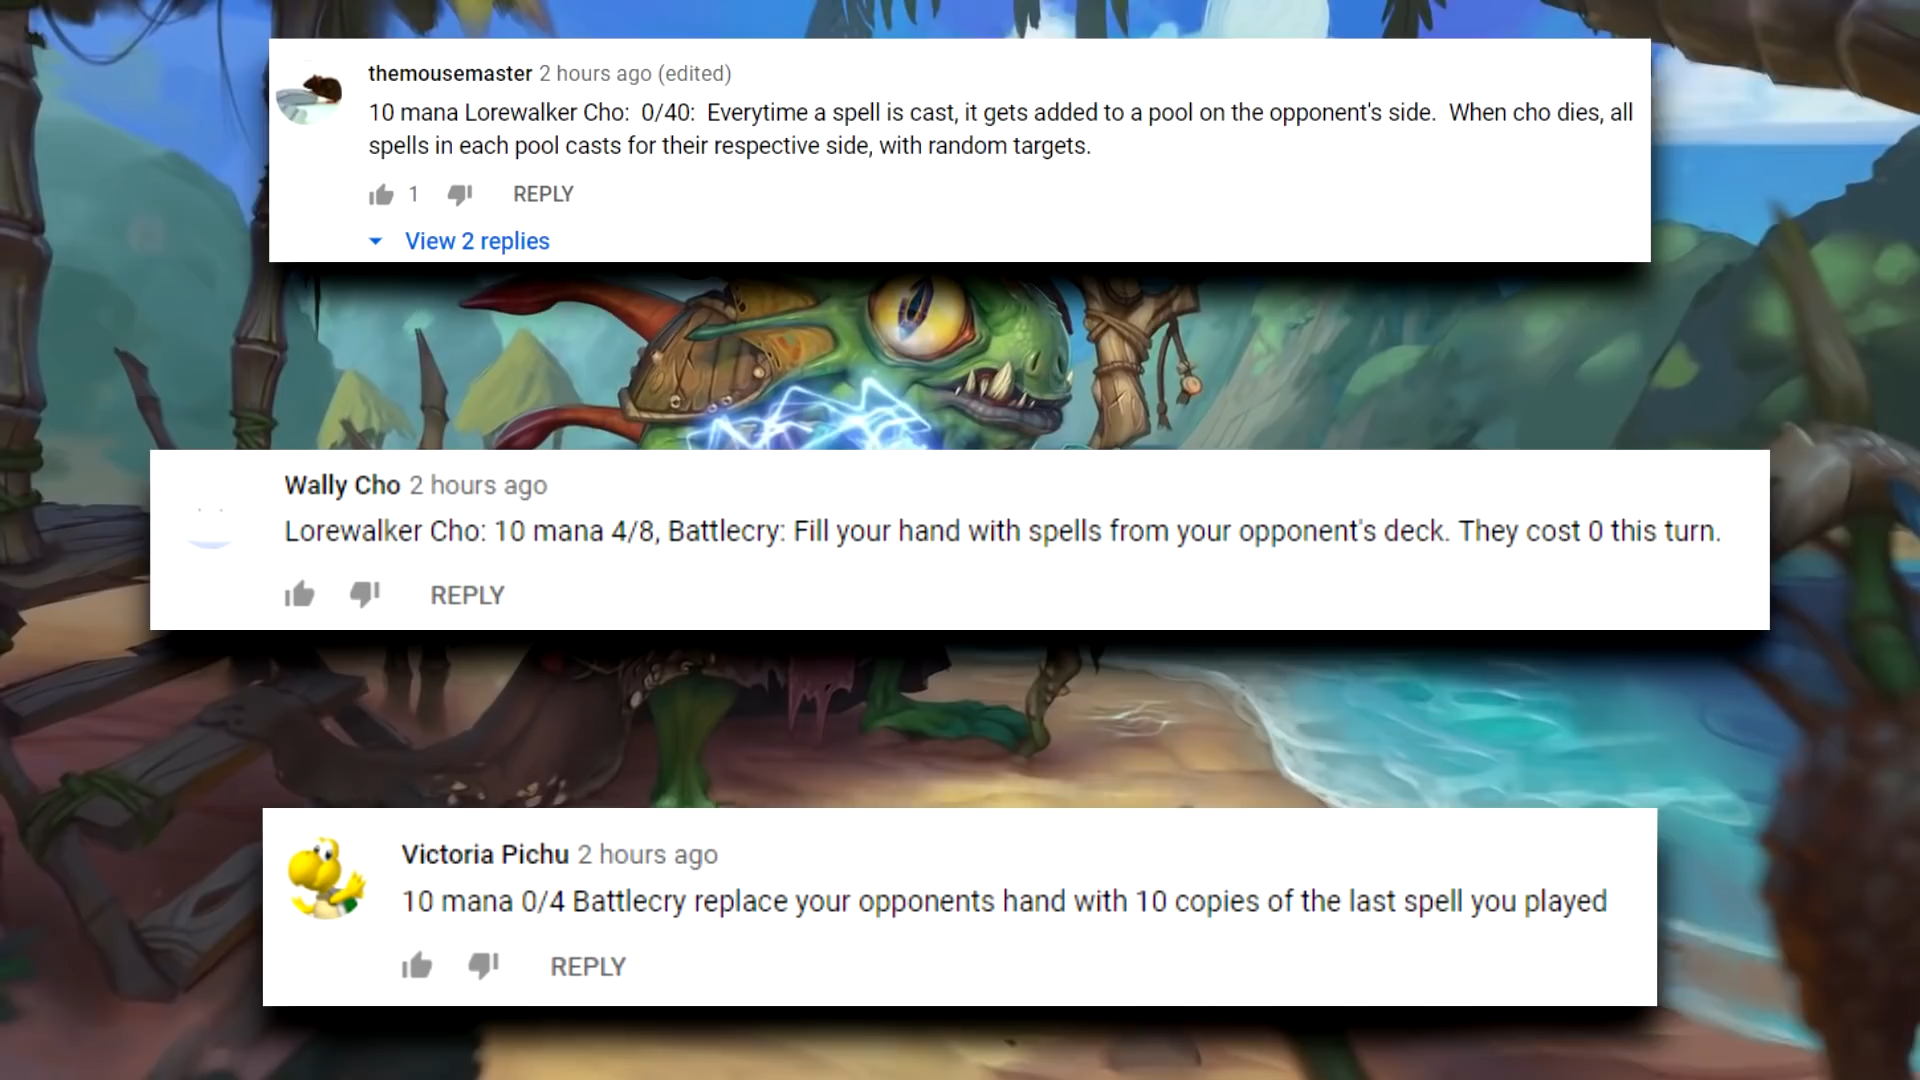 themousemaster 2 hours ago (edited)
10 mana Lorewalker Cho:  0/40:  Everytime a spell is cast, it gets added to a pool on the opponent's side.  When cho dies, all
spells in each pool casts for their respective side, with random targets.
1 REPLY
View 2 replies
Wally Cho 2 hours ago
Lorewalker Cho: 10 mana 4/8, Battlecry: Fill your hand with spells from your opponent's deck. They cost 0 this turn.
REPLY
Victoria Pichu 2 hours ago
10 mana 0/4 Battlecry replace your opponents hand with 10 copies of the last spell you played
REPLY